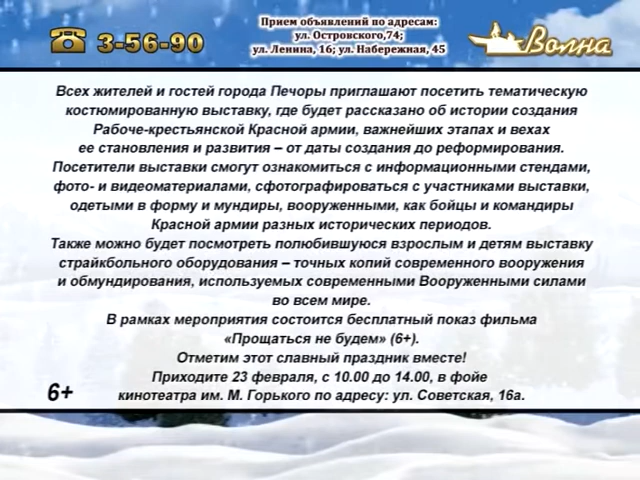 3-56-90
Прием объявлений по адресам:
ул. Островского,74;
ул. Ленина, 16; ул. Набережная, 45
Волна
Всех жителей и гостей города Печоры приглашают посетить тематическую
костюмированную выставку, где будет рассказано об истории создания
Рабоче-крестьянской Красной армии, важнейших этапах и вехах
ее становления и развития – от даты создания до реформирования.
Посетители выставки смогут ознакомиться с информационными стендами,
фото- и видеоматериалами, сфотографироваться с участниками выставки,
одетыми в форму и мундиры, вооруженными, как бойцы и командиры
Красной армии разных исторических периодов.
Также можно будет посмотреть полюбившуюся взрослым и детям выставку
страйкбольного оборудования – точных копий современного вооружения
и обмундирования, используемых современными Вооруженными силами
во всем мире.
В рамках мероприятия состоится бесплатный показ фильма
«Прощаться не будем» (6+).
Отметим этот славный праздник вместе!
Приходите 23 февраля, с 10.00 до 14.00, в фойе
кинотеатра им. М. Горького по адресу: ул. Советская, 16а.
6+